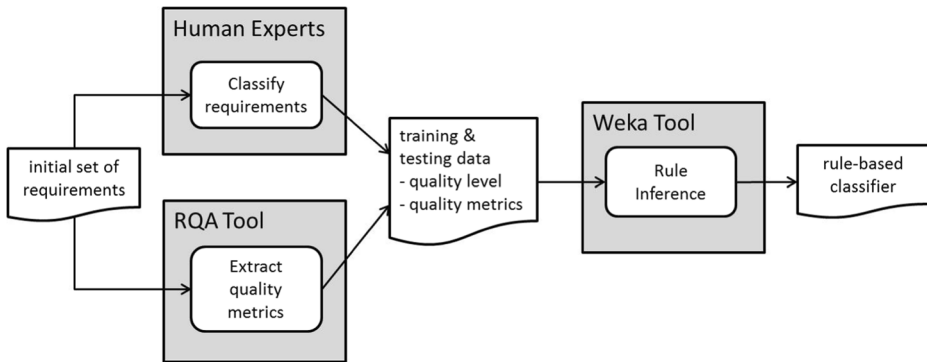 Human Experts
Classify
requirements
initial set of
requirements
RQA Tool
Extract
quality
metrics
training &
testing data
- quality level
- quality metrics
Weka Tool
Rule
Inference
rule-based
classifier